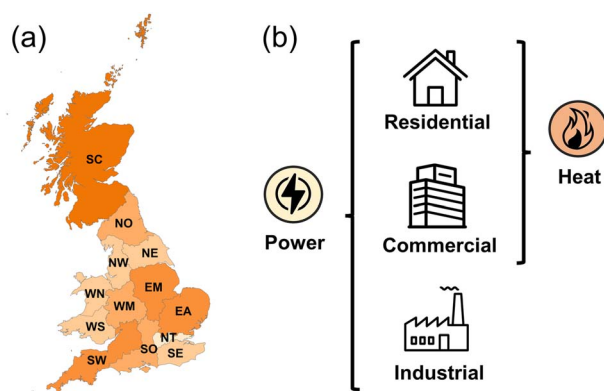 (a)
SC
NO
NW
NE
WN
WM
EM
EA
WS
NT
SW
SO
SE
(b)
Power
Residential
Commercial
Industrial
Heat